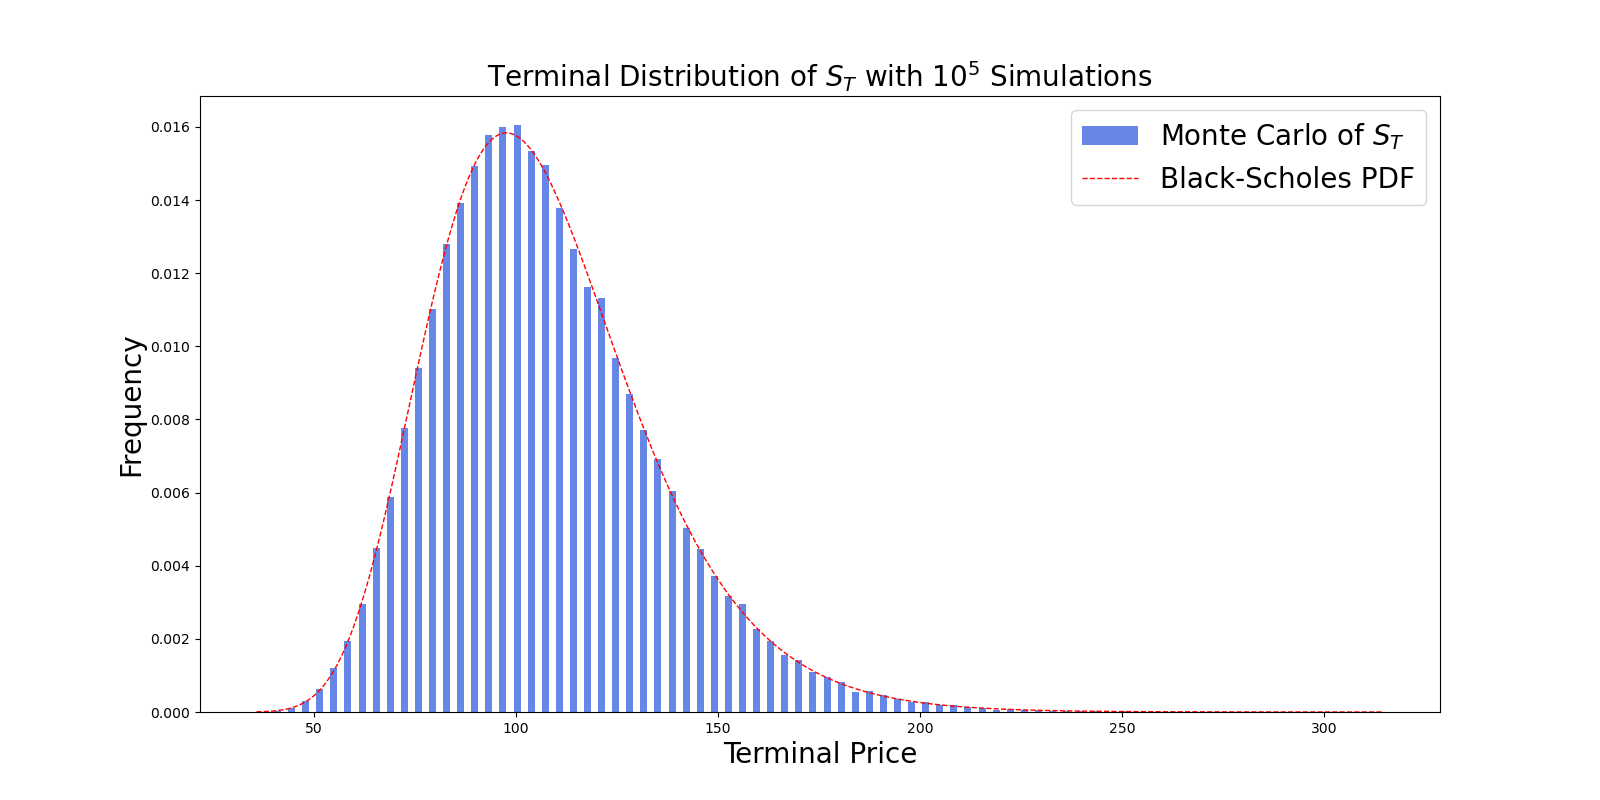 Terminal Distribution of $S_T$ with $10^5$ Simulations
Monte Carlo of $S_T$
Black-Scholes PDF
Frequency
0.016
0.014
0.012
0.010
0.008
0.006
0.004
0.002
0.000
50 100 150 200 250 300
Terminal Price